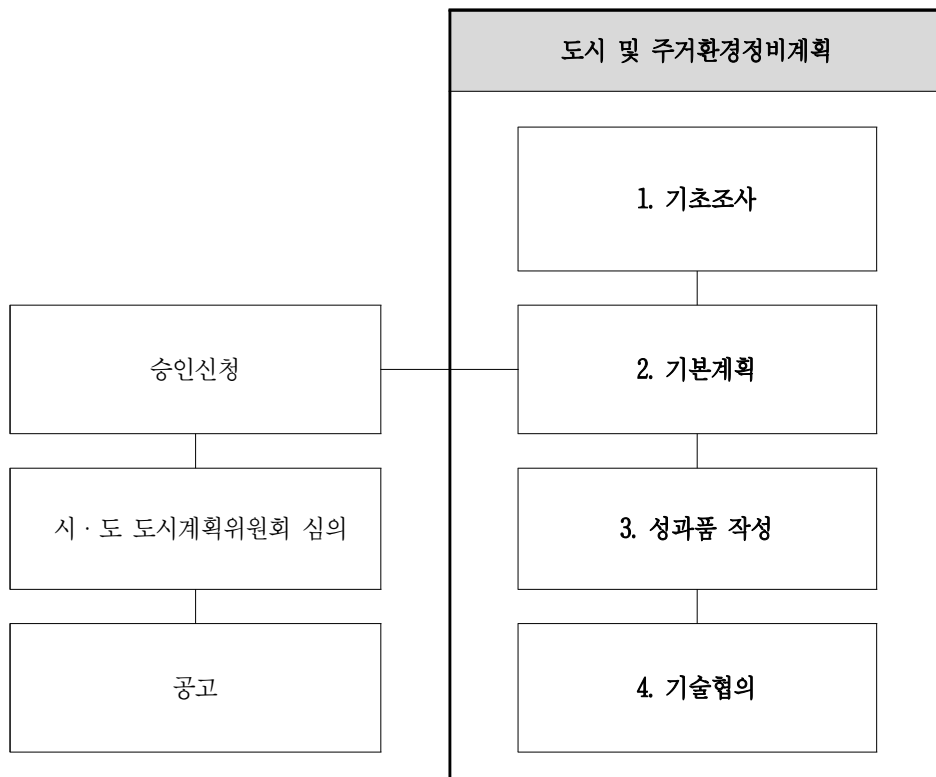 도시 및 주거환경정비계획
1. 기초조사
승인신청
2. 기본계획
시·도 도시계획위원회 심의
3. 성과품 작성
공고
4. 기술협의